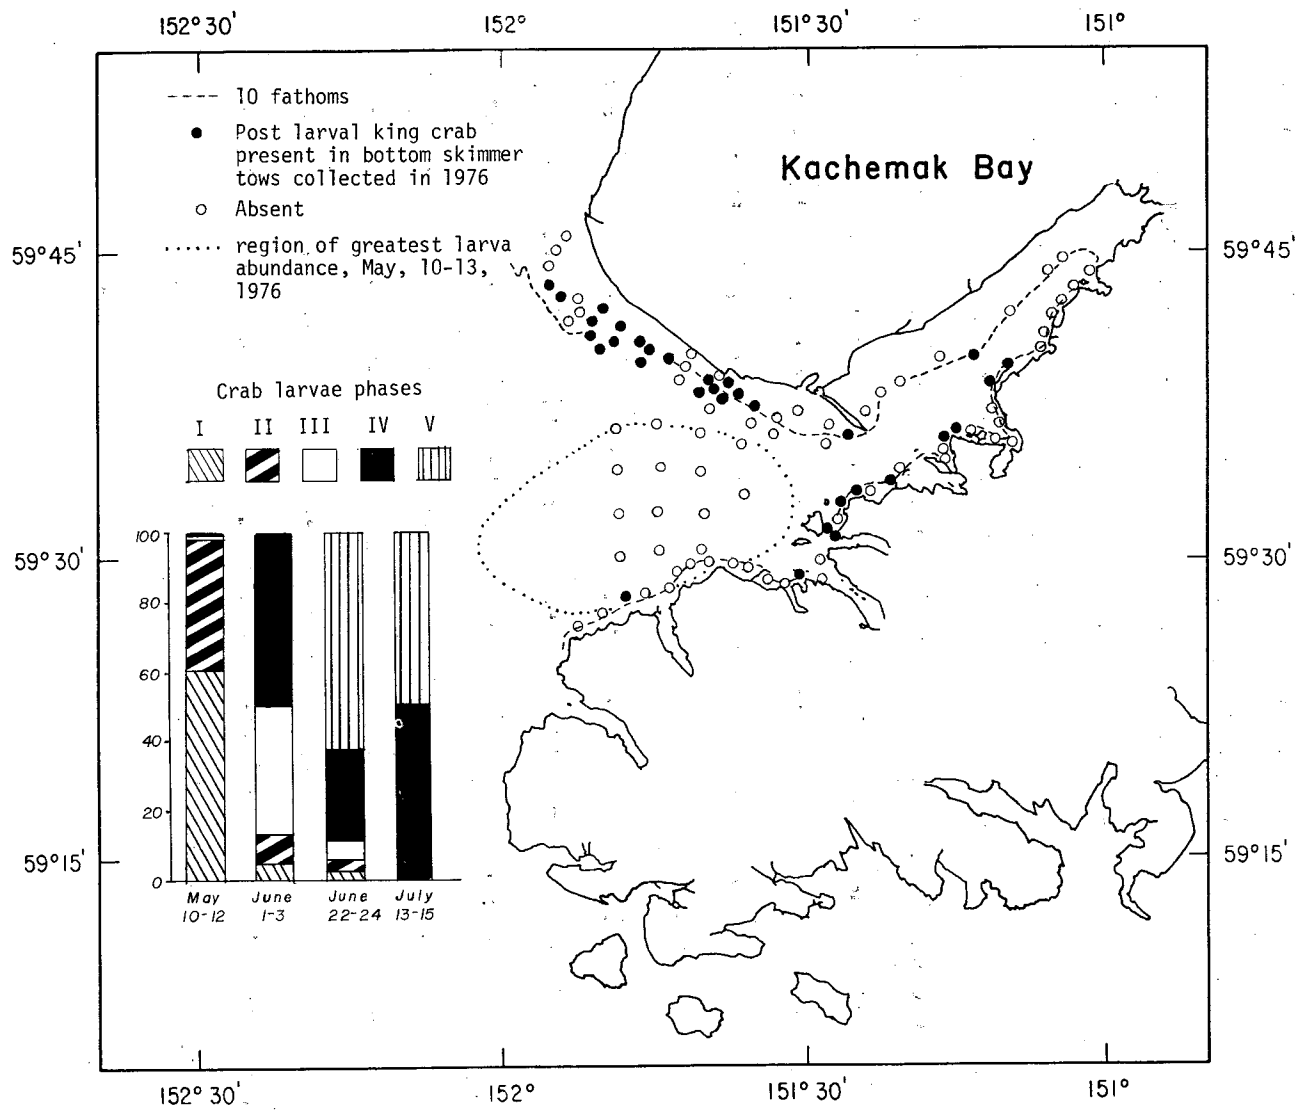 152° 30'
152°
151° 30'
151°
---- 10 fathoms
Post larval king crab
present in bottom skimmer
tows collected in 1976
Absent
...... region of greatest larva
abundance, May, 10-13,
1976
Kachemak Bay
59° 45'
59° 45'
Crab larvae phases
I II III IV V
59° 30'
59° 30'
100
80
60
40
20
0
59° 15'
59° 15'
May June June July
10-12 1-3 22-24 13-15
152° 30'
152°
151° 30'
151°